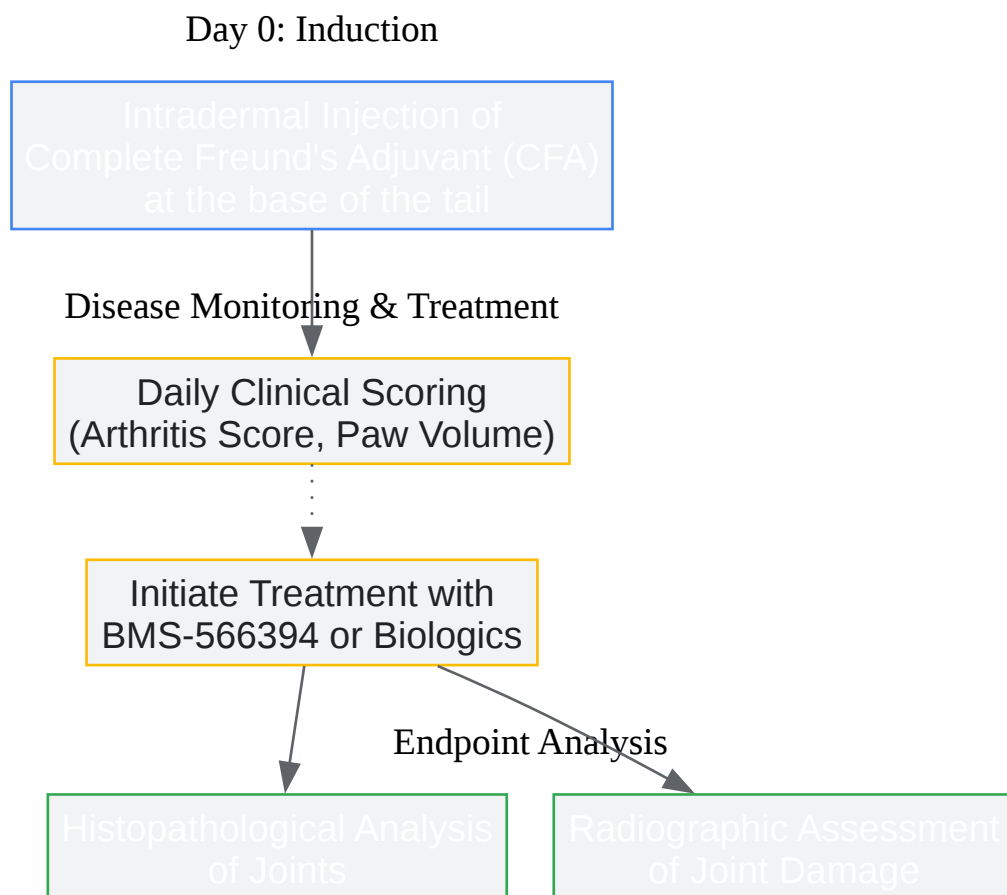 Day 0: Induction
Intradermal Injection of
Complete Freund's Adjuvant (CFA)
at the base of the tail
Disease Monitoring & Treatment
Daily Clinical Scoring
(Arthritis Score, Paw Volume)
Initiate Treatment with
BMS-566394 or Biologics
Endpoint Analysis
Histopathological Analysis
of Joints
Radiographic Assessment
of Joint Damage